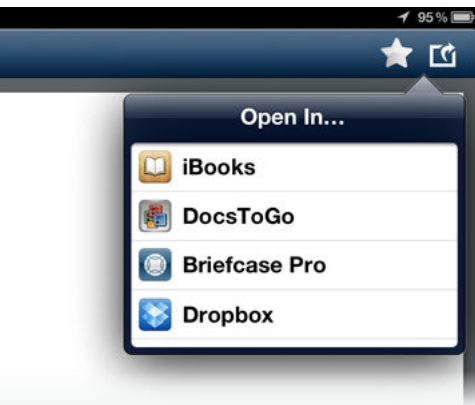 95%
Open In...
iBooks
DocsToGo
Briefcase Pro
Dropbox